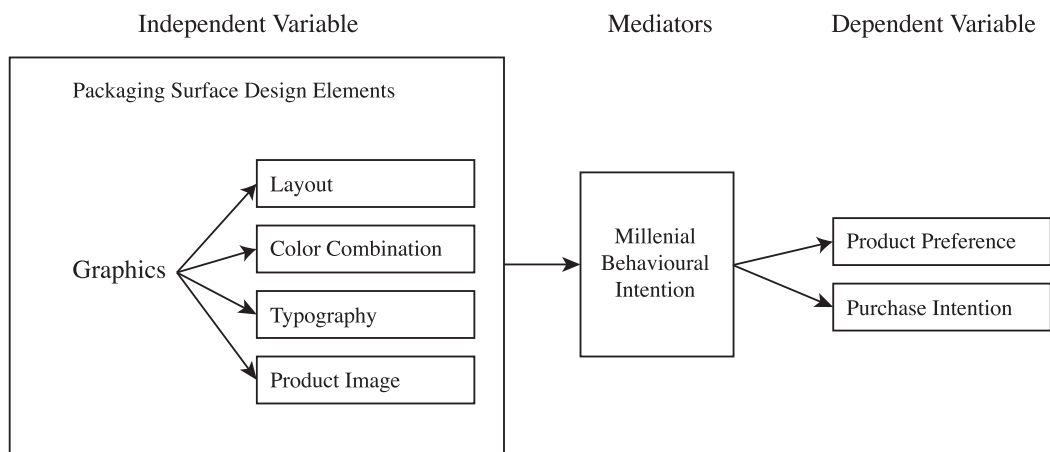 Independent Variable
Mediators
Dependent Variable
Packaging Surface Design Elements
Graphics
Layout
Color Combination
Typography
Product Image
Millenial
Behavioural
Intention
Product Preference
Purchase Intention